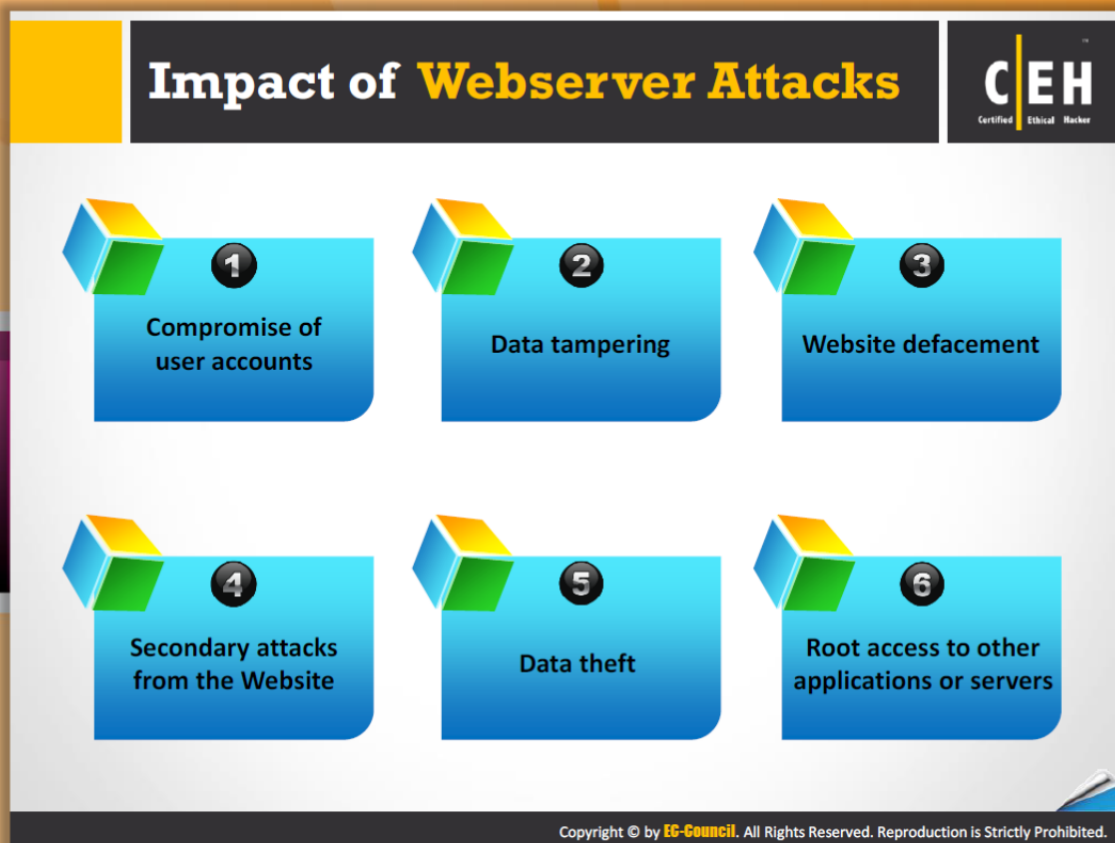 Impact of Webserver Attacks
C EH
Certified Ethical Hacker
1
Compromise of
user accounts
2
Data tampering
3
Website defacement
4
Secondary attacks
from the Website
5
Data theft
6
Root access to other
applications or servers
Copyright © by EC-Council. All Rights Reserved. Reproduction is Strictly Prohibited.